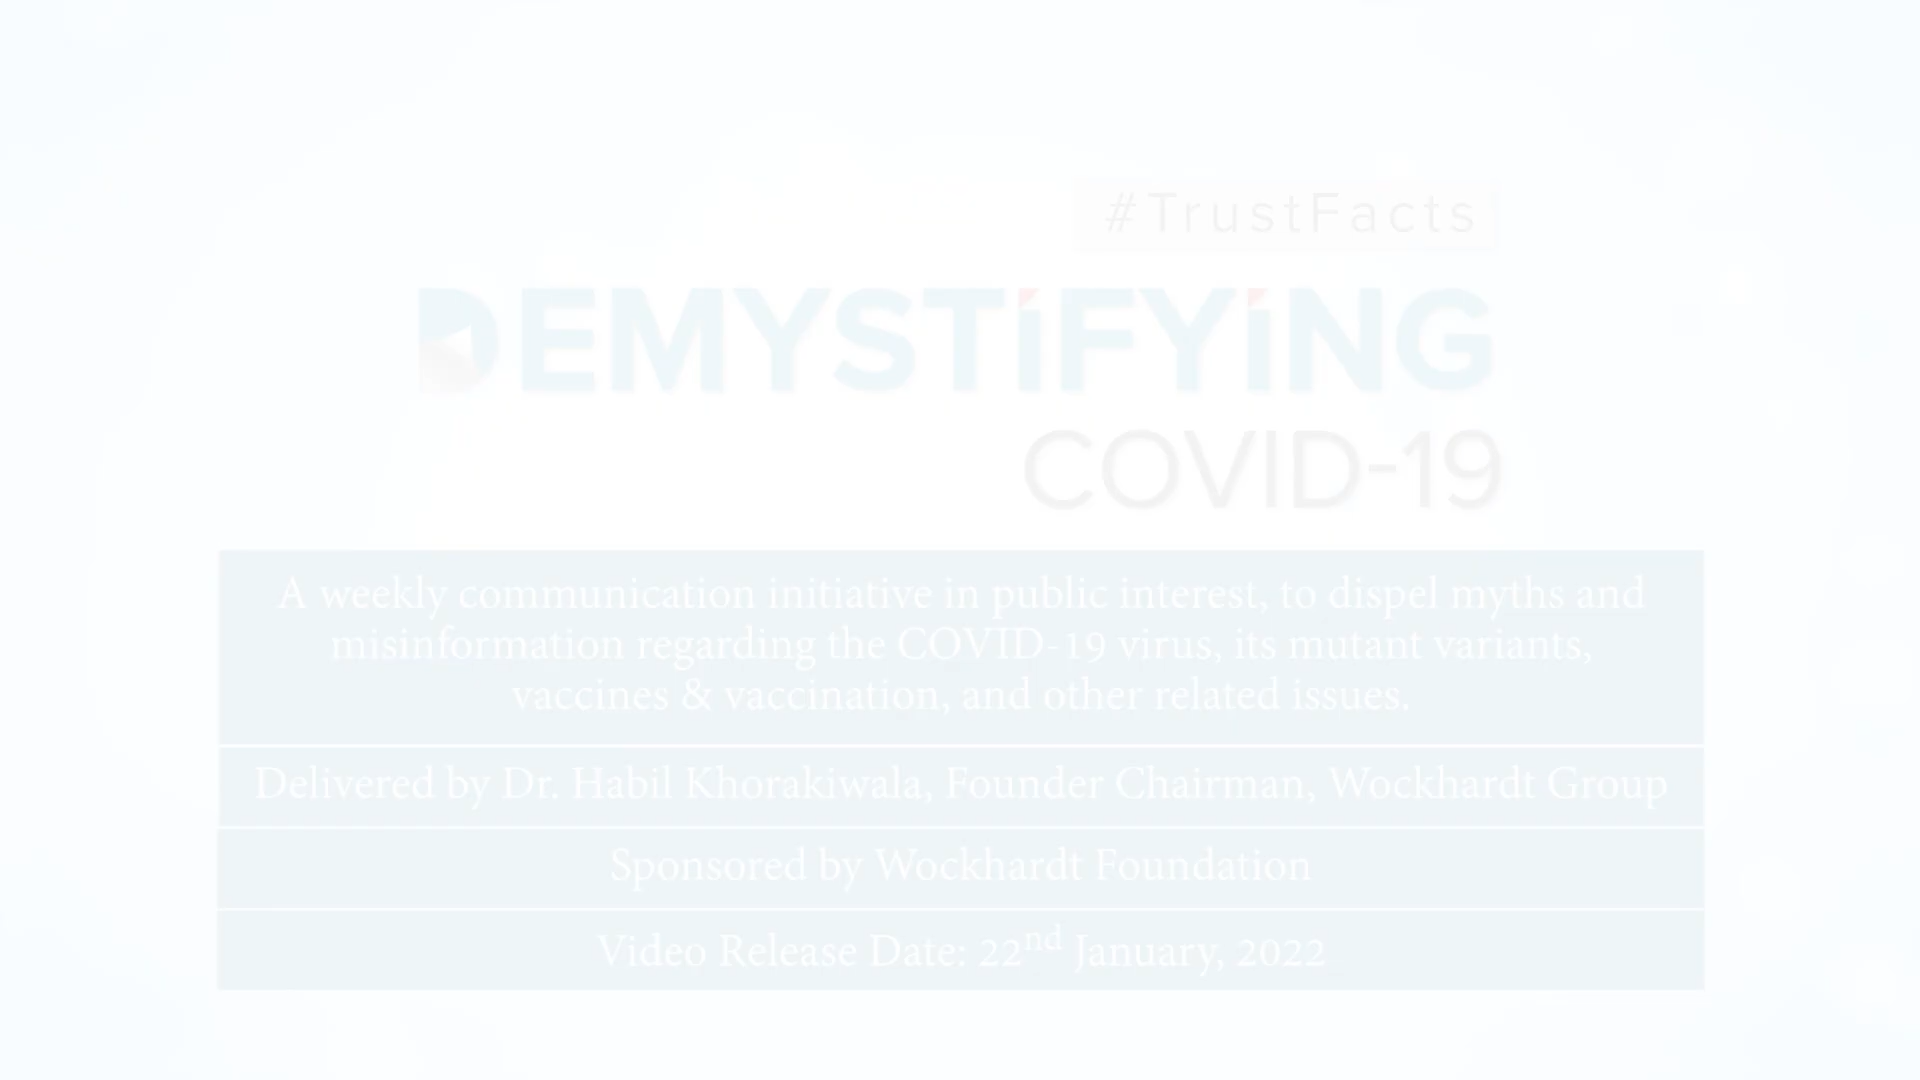 #TrustFacts
DEMYSTiFYiNG
COVID-19
A weekly communication initiative in public interest, to dispel myths and
misinformation regarding the COVID-19 virus, its mutant variants,
vaccines & vaccination, and other related issues.
Delivered by Dr. Habil Khorakiwala, Founder Chairman, Wockhardt Group
Sponsored by Wockhardt Foundation
Video Release Date: 22nd January, 2022